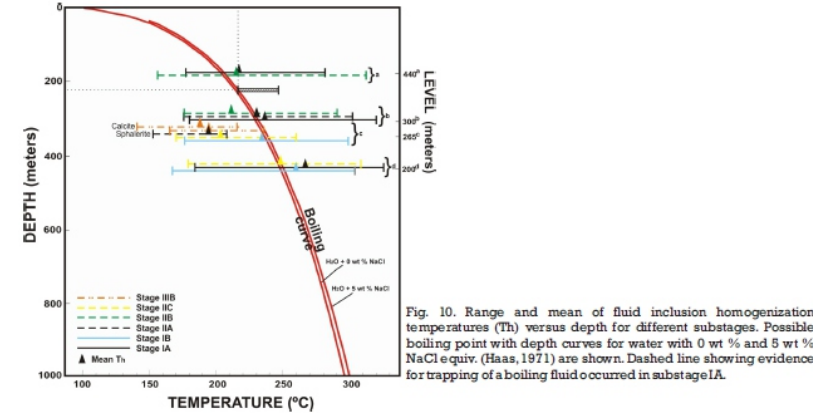 0
200
400
600
800
1000
DEPTH (meters)
100
150
200
250
300
TEMPERATURE (ºC)
440ª
300ᵇ
265ᶜ
200ᵈ
LEVEL (meters)
a
b
c
d
Calcite
Sphalerite
Boiling
curve
H₂O + 0 wt % NaCl
H₂O + 5 wt % NaCl
Stage IIIB
Stage IIC
Stage IIB
Stage IIA
Stage IB
Stage IA
Mean Th
Fig. 10. Range and mean of fluid inclusion homogenization
temperatures (Th) versus depth for different substages. Possible
boiling point with depth curves for water with 0 wt % and 5 wt %
NaCl equiv. (Haas, 1971) are shown. Dashed line showing evidence
for trapping of a boiling fluid occurred in substage IA.